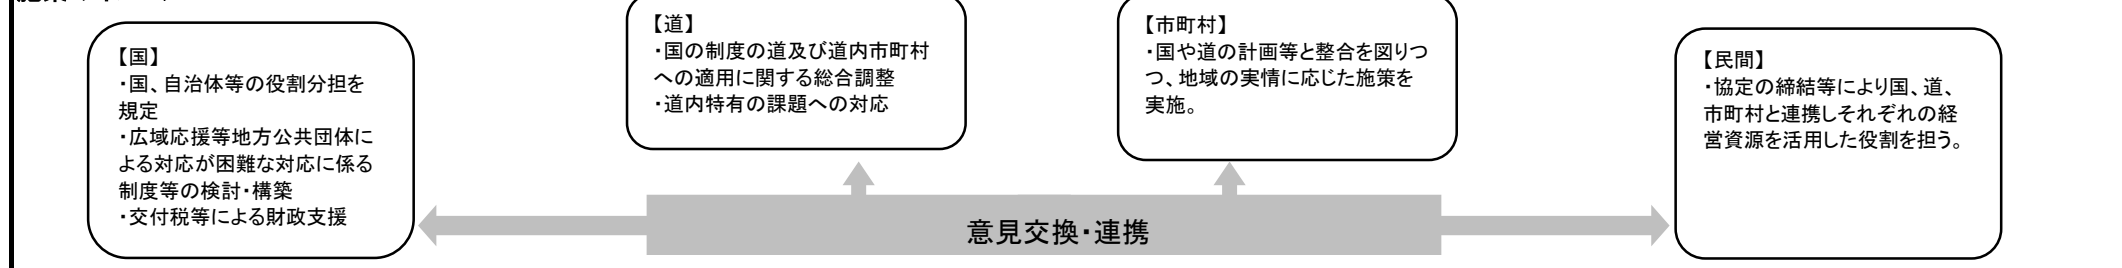 【国】
・国、自治体等の役割分担を
規定
・広域応援等地方公共団体に
よる対応が困難な対応に係る
制度等の検討・構築
・交付税等による財政支援
【道】
・国の制度の道及び道内市町村
への適用に関する総合調整
・道内特有の課題への対応
【市町村】
・国や道の計画等と整合を図りつ
つ、地域の実情に応じた施策を
実施。
【民間】
・協定の締結等により国、道、
市町村と連携しそれぞれの経
営資源を活用した役割を担う。
意見交換・連携